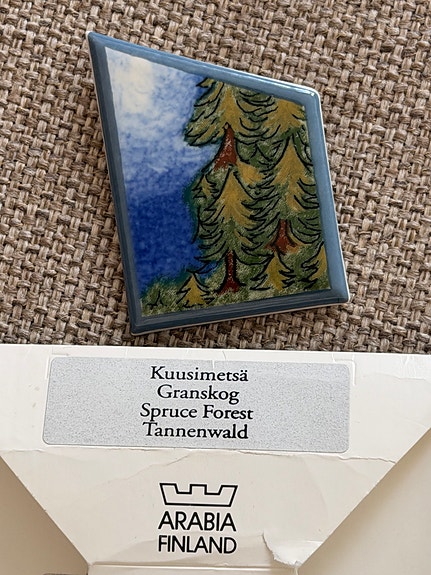 Kuusimetsä
Granskog
Spruce Forest
Tannenwald
ARABIA
FINLAND